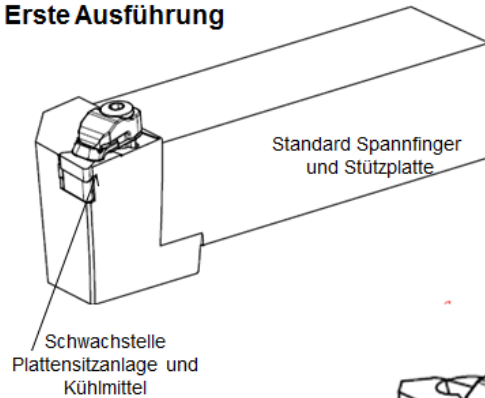 Erste Ausführung
Standard Spannfinger
und Stützplatte
Schwachstelle
Plattensitzanlage und
Kühlmittel